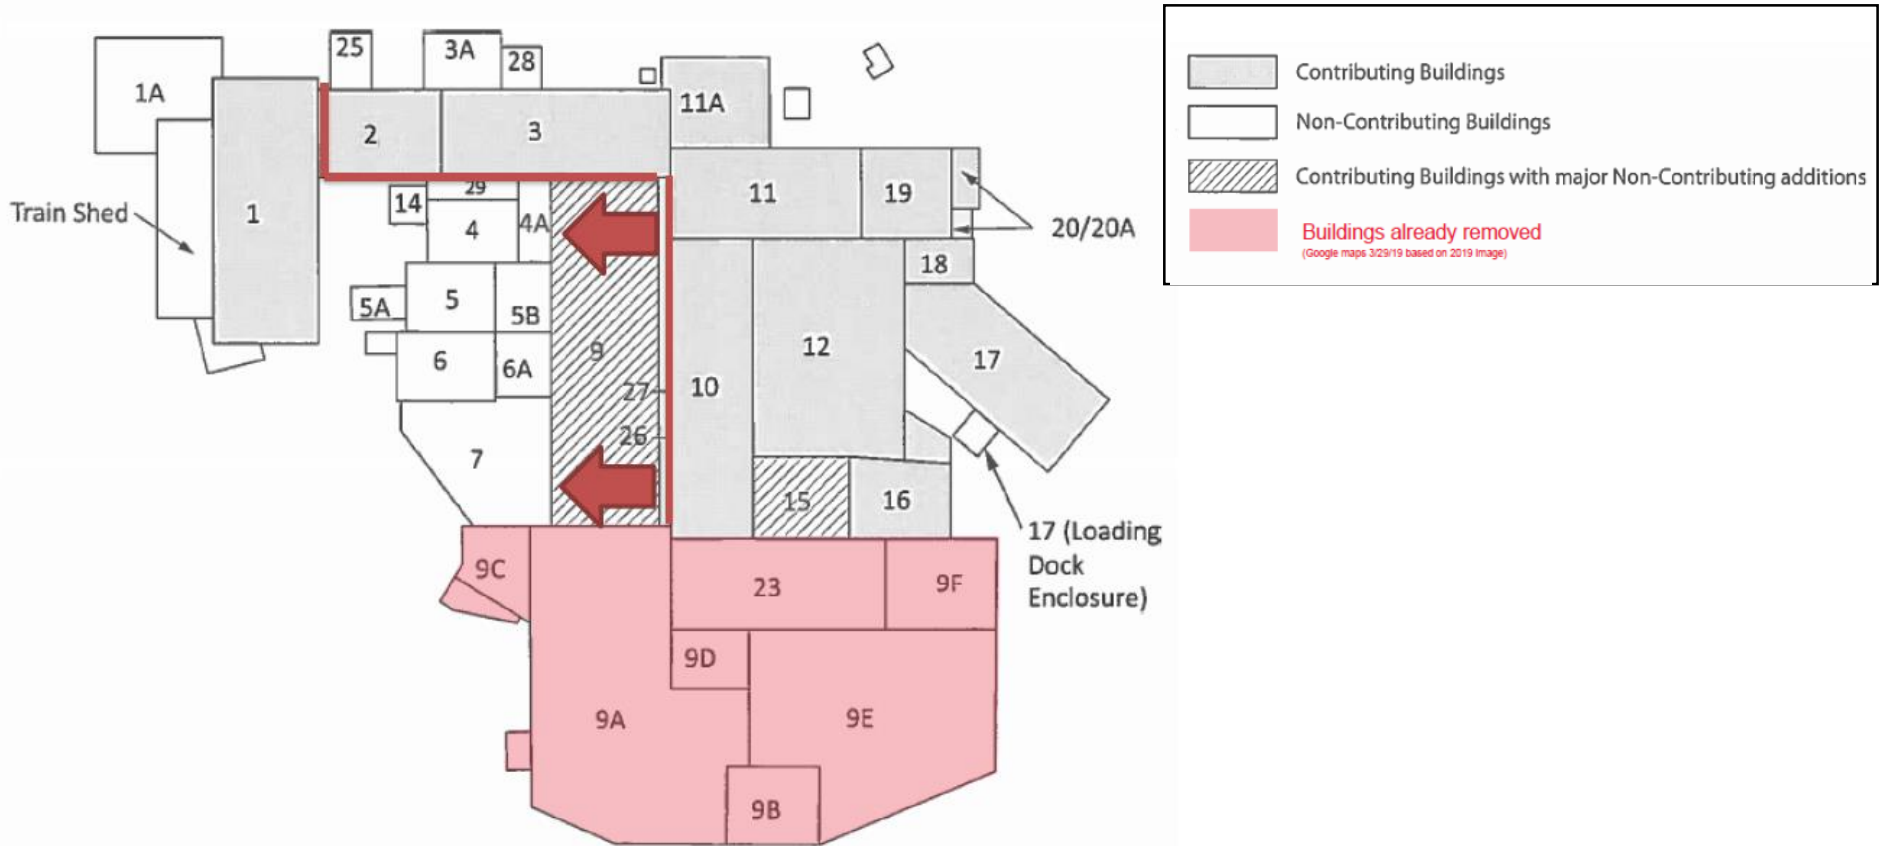 25
3A
28
1A
11A
2
3
Train Shed
1
14
29
4
4A
11
19
20/20A
18
5A
5
5B
6
6A
9
27
10
12
17
26
7
15
16
17 (Loading
Dock
Enclosure)
9C
23
9F
9D
9A
9E
9B
Contributing Buildings
Non-Contributing Buildings
Contributing Buildings with major Non-Contributing additions
Buildings already removed
(Google maps 3/29/19 based on 2019 Image)